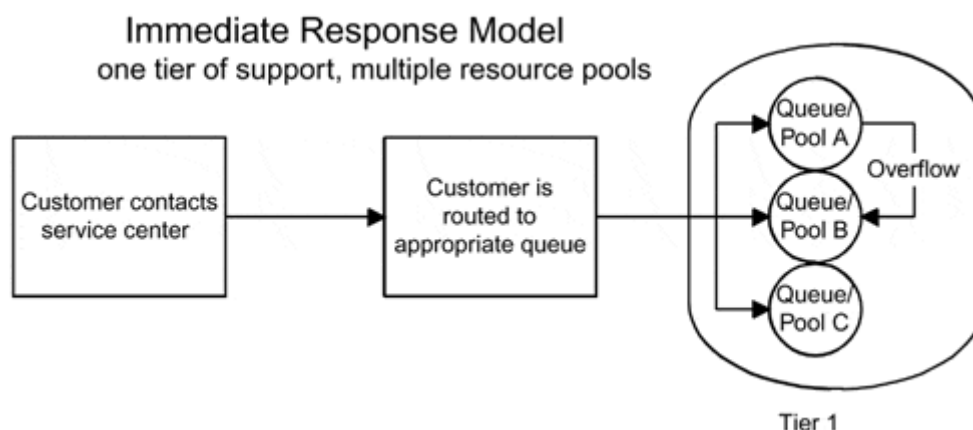 Immediate Response Model
one tier of support, multiple resource pools
Customer contacts
service center
Customer is
routed to
appropriate queue
Queue/
Pool A
Overflow
Queue/
Pool B
Queue/
Pool C
Tier 1